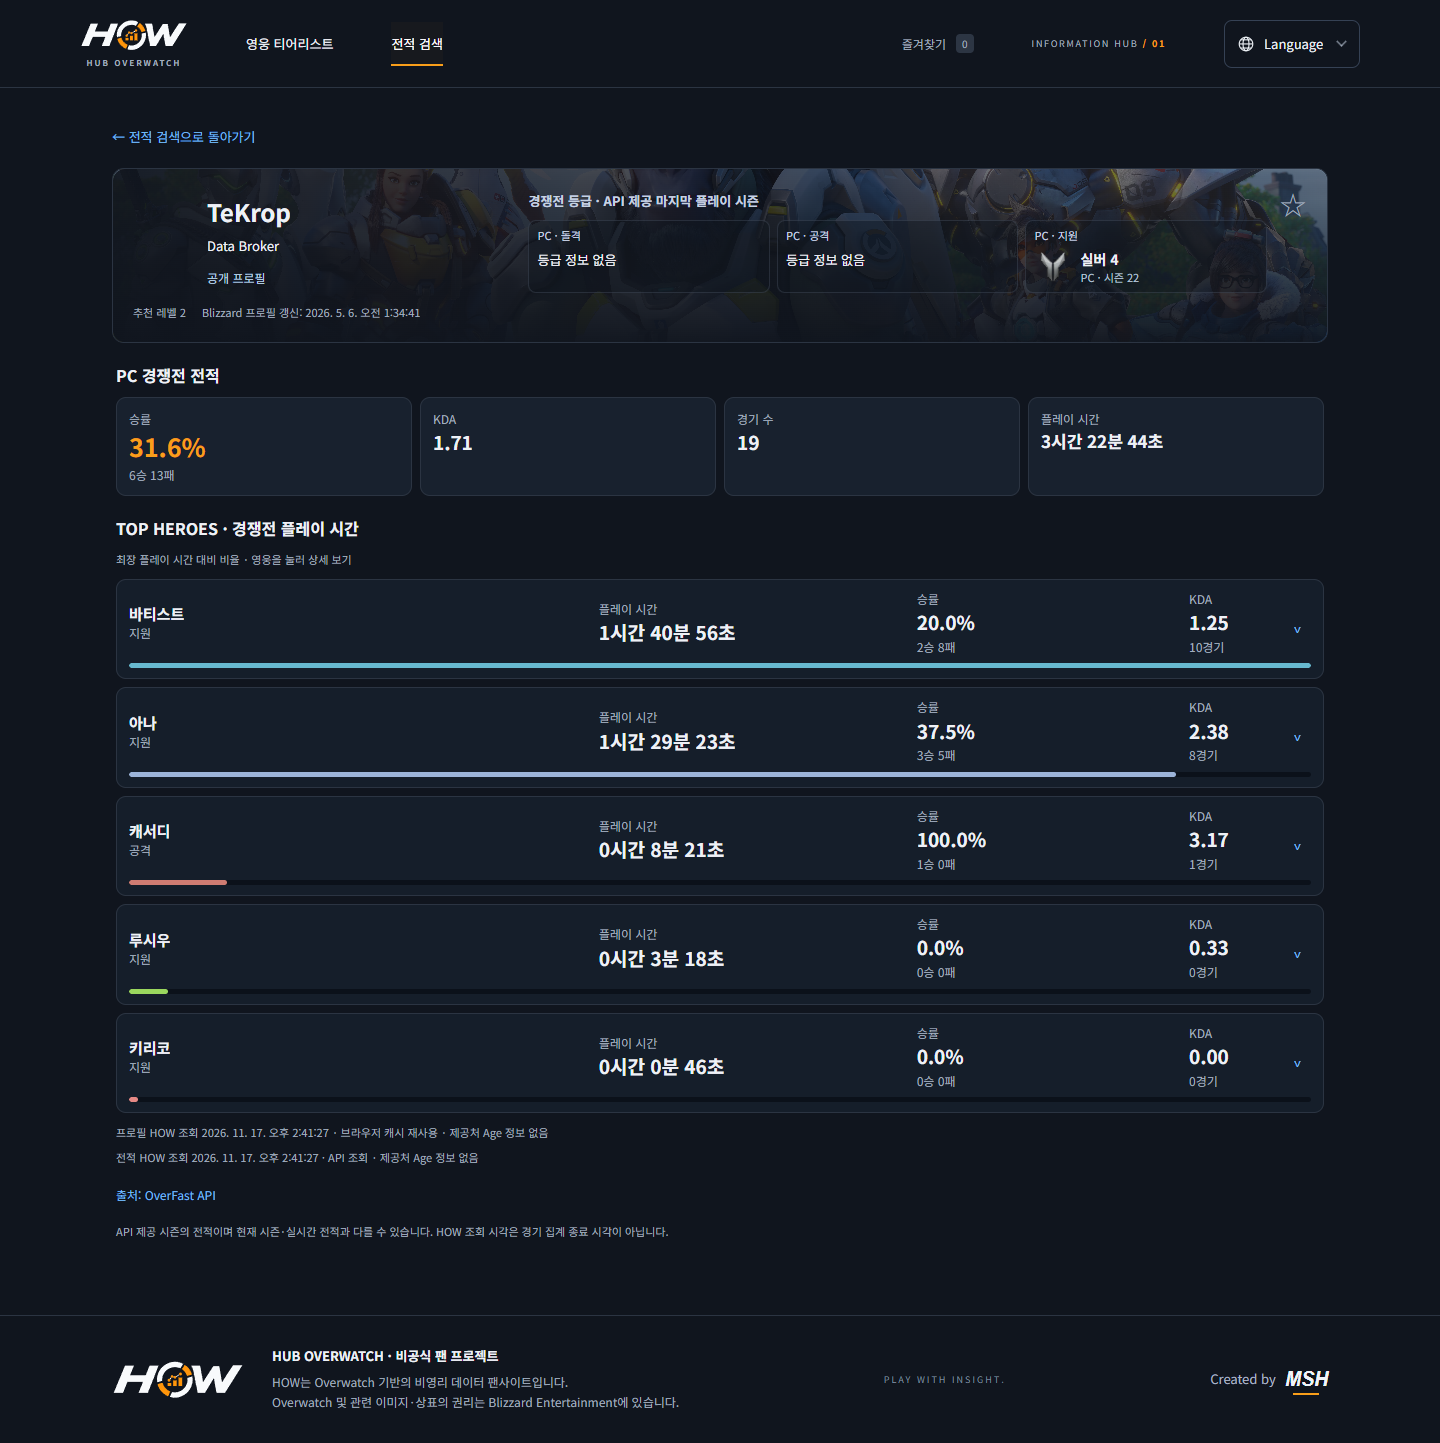 HOW
HUB OVERWATCH
영웅 티어리스트
전적 검색
즐겨찾기 0
INFORMATION HUB / 01
Language
← 전적 검색으로 돌아가기
TeKrop
Data Broker
공개 프로필
추천 레벨 2 Blizzard 프로필 갱신: 2026. 5. 6. 오전 1:34:41
경쟁전 등급 · API 제공 마지막 플레이 시즌
PC · 돌격
등급 정보 없음
PC · 공격
등급 정보 없음
PC · 지원
실버 4
PC · 시즌 22
PC 경쟁전 전적
승률
31.6%
6승 13패
KDA
1.71
경기 수
19
플레이 시간
3시간 22분 44초
TOP HEROES · 경쟁전 플레이 시간
최장 플레이 시간 대비 비율 · 영웅을 눌러 상세 보기
바티스트
지원
플레이 시간
1시간 40분 56초
승률
20.0%
2승 8패
KDA
1.25
10경기
v
아나
지원
플레이 시간
1시간 29분 23초
승률
37.5%
3승 5패
KDA
2.38
8경기
v
캐서디
공격
플레이 시간
0시간 8분 21초
승률
100.0%
1승 0패
KDA
3.17
1경기
v
루시우
지원
플레이 시간
0시간 3분 18초
승률
0.0%
0승 0패
KDA
0.33
0경기
v
키리코
지원
플레이 시간
0시간 0분 46초
승률
0.0%
0승 0패
KDA
0.00
0경기
v
프로필 HOW 조회 2026. 11. 17. 오후 2:41:27 · 브라우저 캐시 재사용 · 제공처 Age 정보 없음
전적 HOW 조회 2026. 11. 17. 오후 2:41:27 · API 조회 · 제공처 Age 정보 없음
출처: OverFast API
API 제공 시즌의 전적이며 현재 시즌·실시간 전적과 다를 수 있습니다. HOW 조회 시각은 경기 집계 종료 시각이 아닙니다.
HOW
HUB OVERWATCH · 비공식 팬 프로젝트
HOW는 Overwatch 기반의 비영리 데이터 팬사이트입니다.
Overwatch 및 관련 이미지·상표의 권리는 Blizzard Entertainment에 있습니다.
PLAY WITH INSIGHT.
Created by MSH